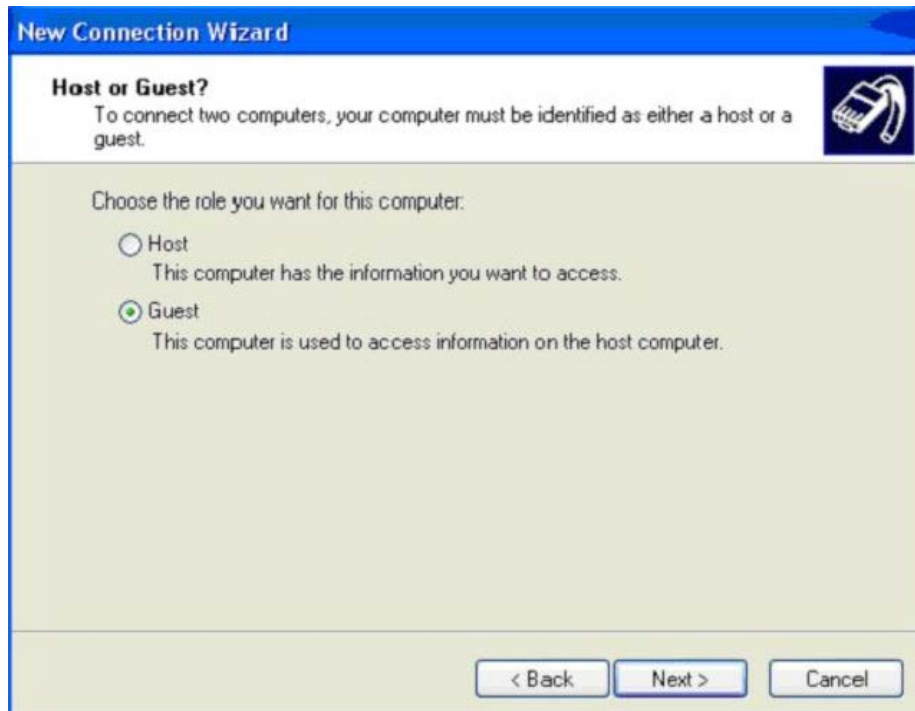 New Connection Wizard
Host or Guest?
To connect two computers, your computer must be identified as either a host or a
guest.
Choose the role you want for this computer:
Host
This computer has the information you want to access.
Guest
This computer is used to access information on the host computer.
< Back
Next >
Cancel